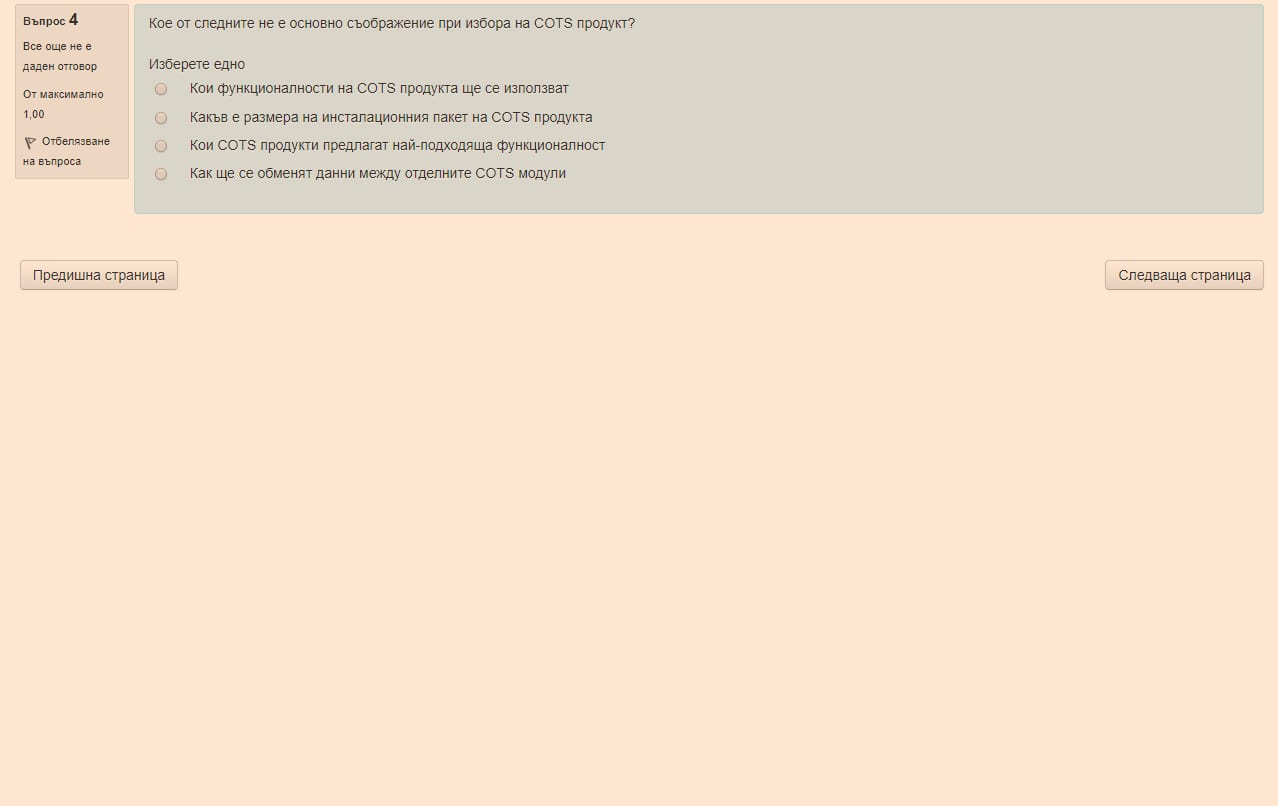 Въпрос 4
Все още не е
даден отговор
От максимално
1,00
Отбелязване
на въпроса
Кое от следните не е основно съображение при избора на COTS продукт?
Изберете едно
Кои функционалности на COTS продукта ще се използват
Какъв е размера на инсталационния пакет на COTS продукта
Кои COTS продукти предлагат най-подходяща функционалност
Как ще се обменят данни между отделните COTS модули
Предишна страница
Следваща страница